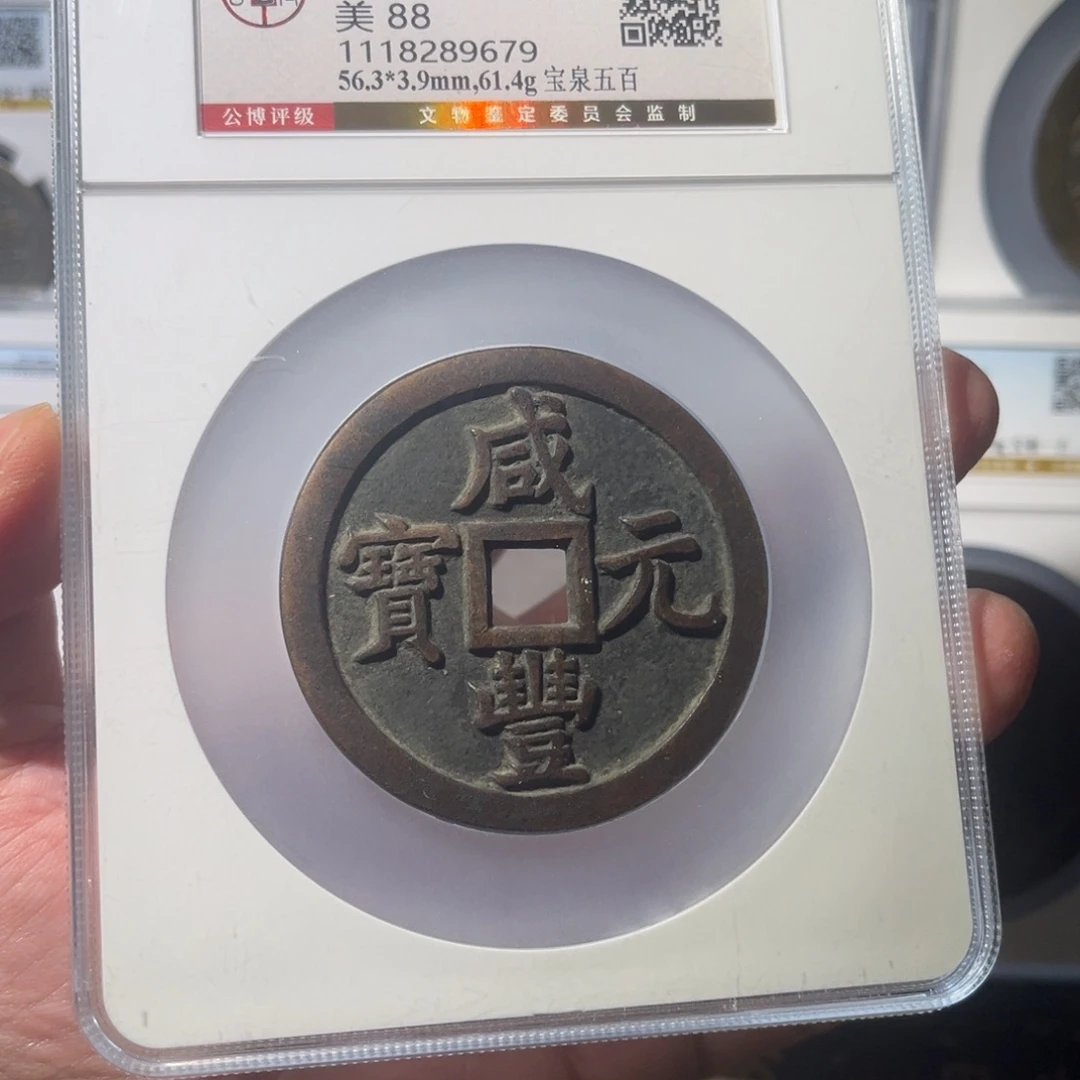 美 88
1118289679
56.3*3.9mm,61.4g 宝泉五百
公博评级 文物鉴定委员会监制
咸
寶 元
豐